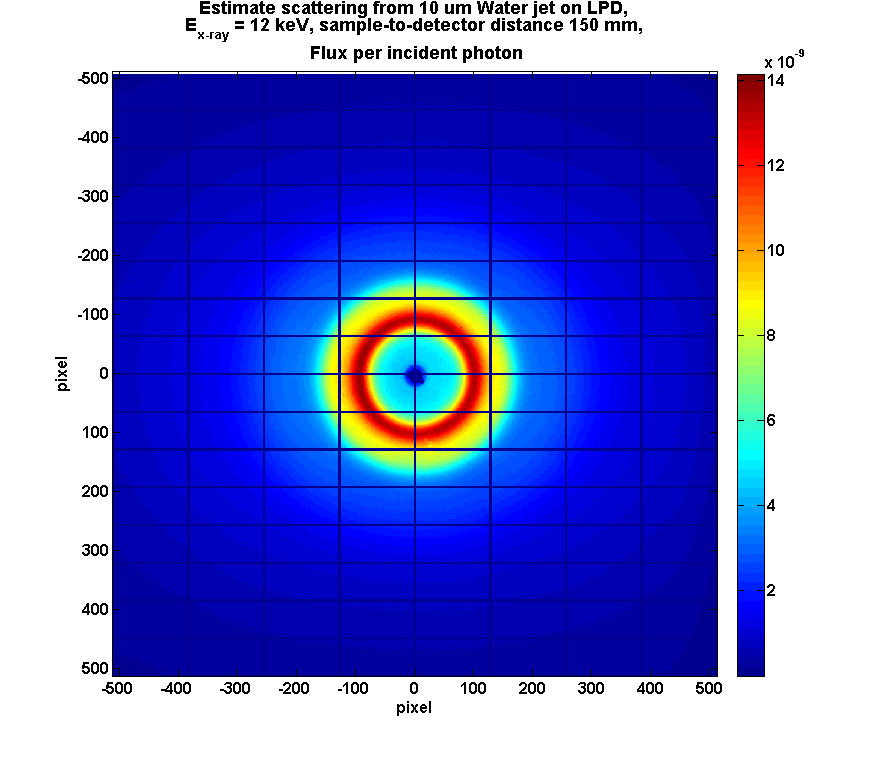 Estimate scattering from 10 um Water jet on LPD,
E_x-ray = 12 keV, sample-to-detector distance 150 mm,
Flux per incident photon
x 10^-9
-500
-400
-300
-200
-100
0
100
200
300
400
500
pixel
-500 -400 -300 -200 -100 0 100 200 300 400 500
pixel
14
12
10
8
6
4
2